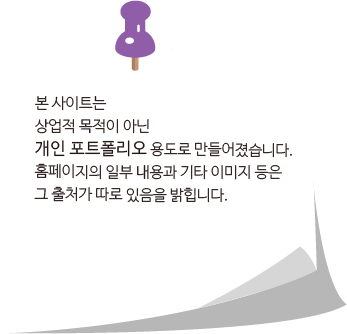 본 사이트는
상업적 목적이 아닌
개인 포트폴리오 용도로 만들어졌습니다.
홈페이지의 일부 내용과 기타 이미지 등은
그 출처가 따로 있음을 밝힙니다.